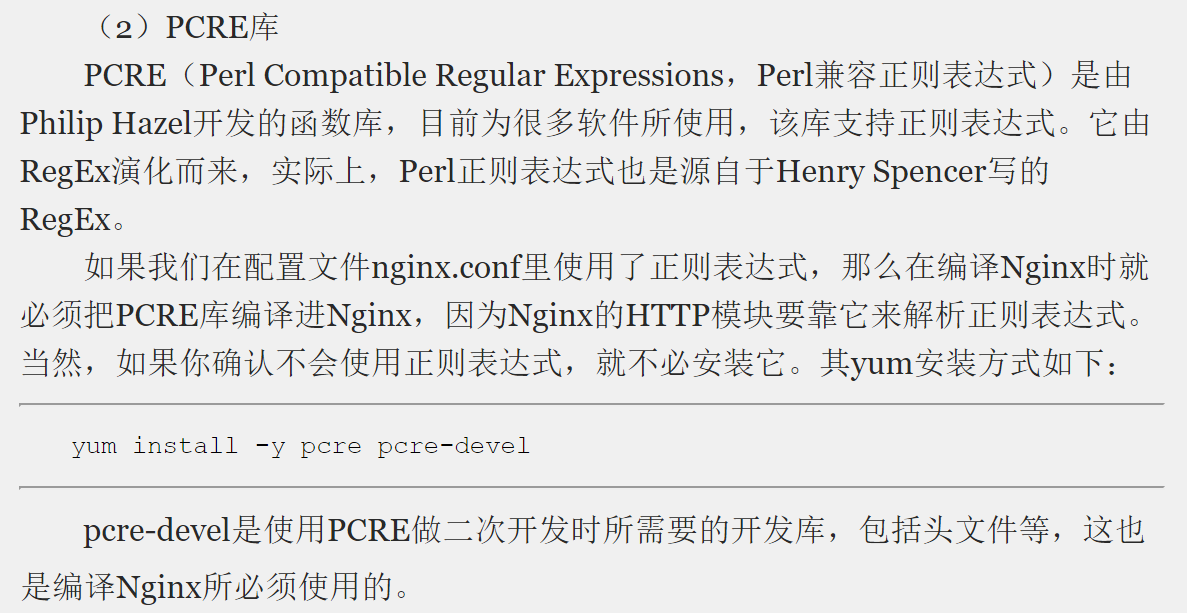 （2）PCRE库
PCRE（Perl Compatible Regular Expressions，Perl兼容正则表达式）是由
Philip Hazel开发的函数库，目前为很多软件所使用，该库支持正则表达式。它由
RegEx演化而来，实际上，Perl正则表达式也是源自于Henry Spencer写的
RegEx。
如果我们在配置文件nginx.conf里使用了正则表达式，那么在编译Nginx时就
必须把PCRE库编译进Nginx，因为Nginx的HTTP模块要靠它来解析正则表达式。
当然，如果你确认不会使用正则表达式，就不必安装它。其yum安装方式如下：
yum install -y pcre pcre-devel
pcre-devel是使用PCRE做二次开发时所需要的开发库，包括头文件等，这也
是编译Nginx所必须使用的。